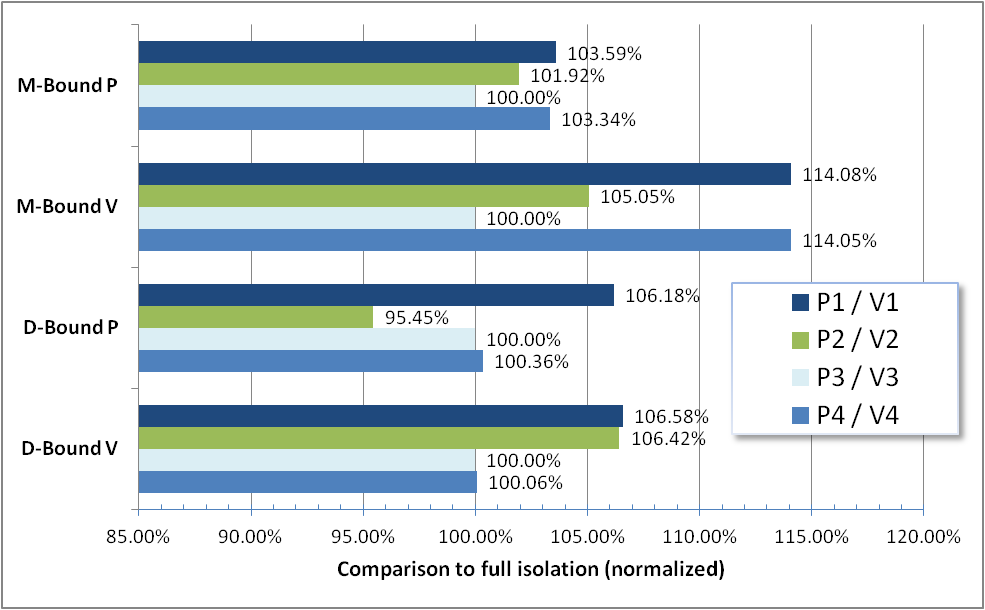 103.59%
M-Bound P
101.92%
100.00%
103.34%
114.08%
M-Bound V
105.05%
100.00%
114.05%
106.18%
D-Bound P
95.45%
100.00%
100.36%
106.58%
D-Bound V
106.42%
100.00%
100.06%
P1 / V1
P2 / V2
P3 / V3
P4 / V4
85.00% 90.00% 95.00% 100.00% 105.00% 110.00% 115.00% 120.00%
Comparison to full isolation (normalized)